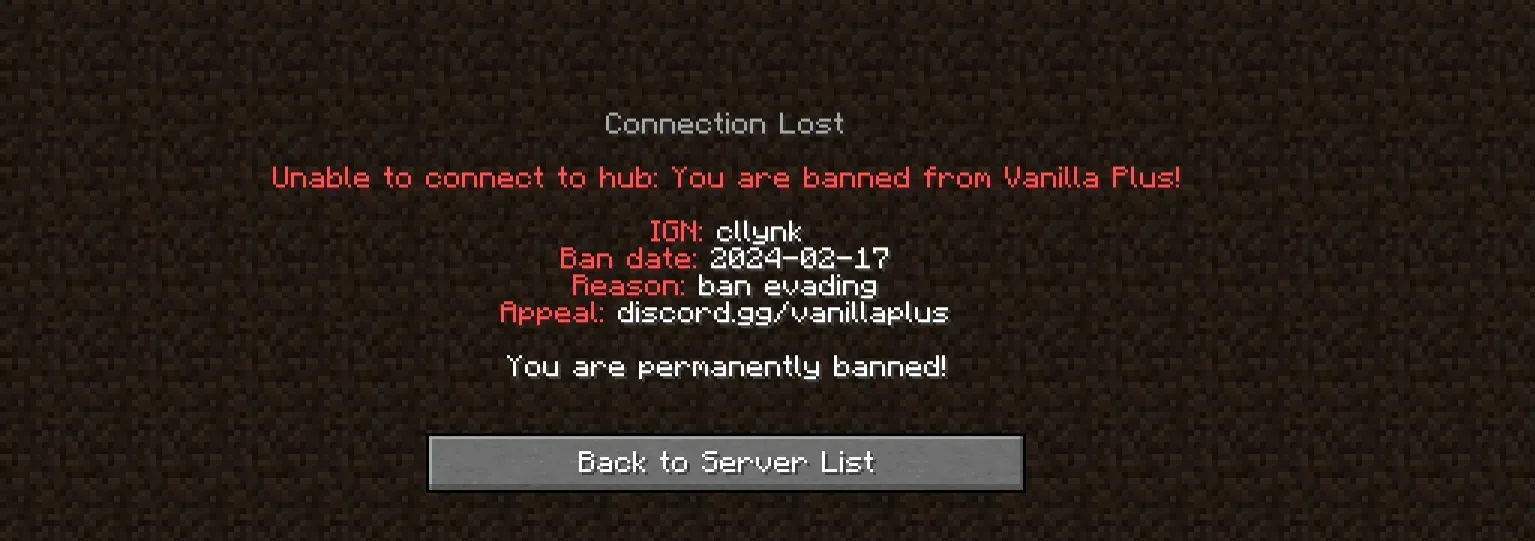 Connection Lost
Unable to connect to hub: You are banned from Vanilla Plus!
IGN: cllynk
Ban date: 2024-02-17
Reason: ban evading
Appeal: discord.gg/vanillaplus
You are permanently banned!
Back to Server List